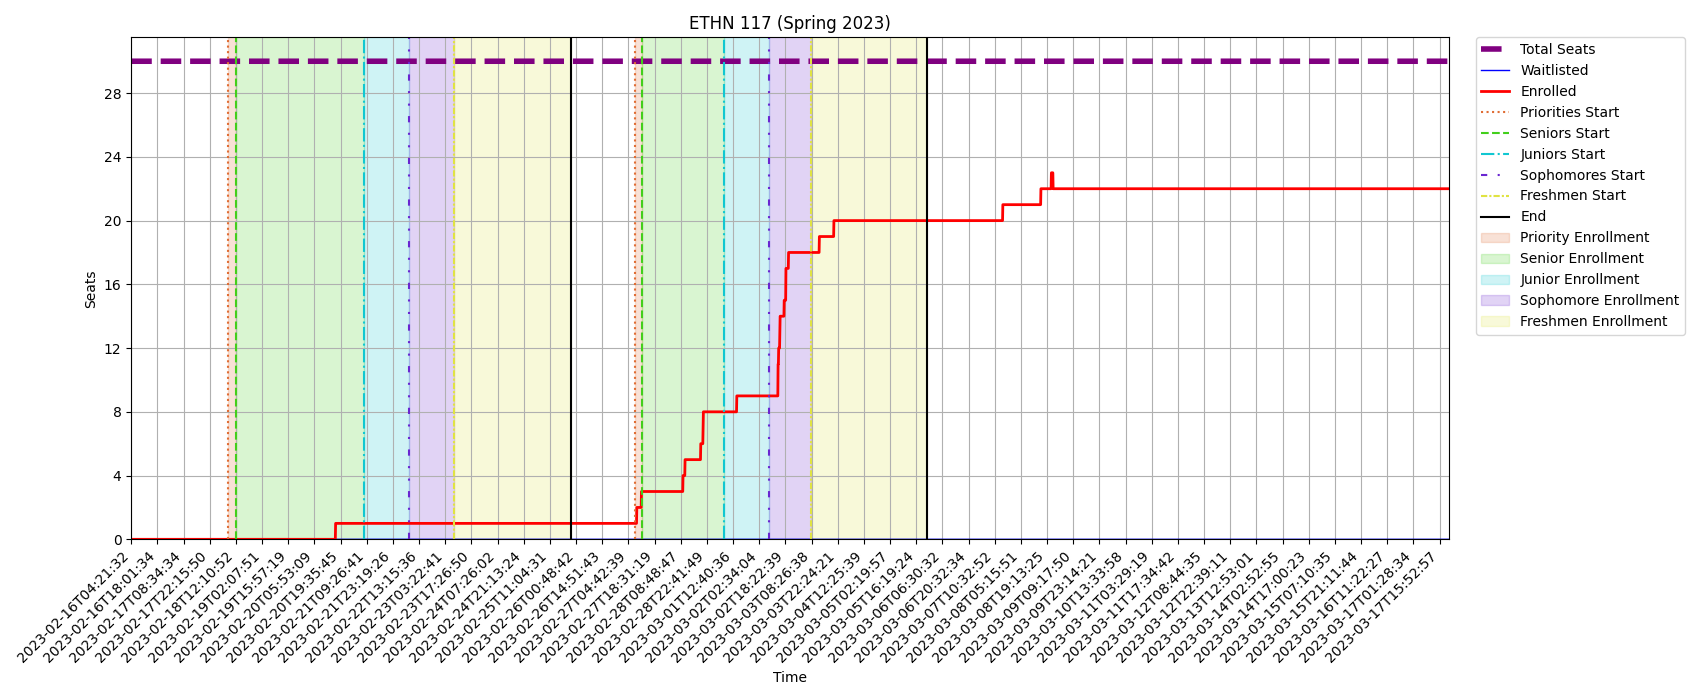 ETHN 117 (Spring 2023)
Seats
28
24
20
16
12
8
4
0
2023-02-16T04:21:32
2023-02-16T18:01:34
2023-02-17T08:34:34
2023-02-17T22:15:50
2023-02-18T12:10:52
2023-02-19T02:07:51
2023-02-19T15:57:19
2023-02-20T05:53:09
2023-02-20T19:35:45
2023-02-21T09:26:41
2023-02-21T23:19:26
2023-02-22T13:15:36
2023-02-23T03:22:41
2023-02-23T17:26:50
2023-02-24T07:26:02
2023-02-24T21:13:24
2023-02-25T11:04:31
2023-02-26T00:48:42
2023-02-26T14:51:43
2023-02-27T04:42:39
2023-02-27T18:31:19
2023-02-28T08:48:47
2023-02-28T22:41:49
2023-03-01T12:40:36
2023-03-02T02:34:04
2023-03-02T18:22:39
2023-03-03T08:26:38
2023-03-03T22:24:21
2023-03-04T12:25:39
2023-03-05T02:19:57
2023-03-05T16:19:24
2023-03-06T06:30:32
2023-03-06T20:32:34
2023-03-07T10:32:52
2023-03-08T05:15:51
2023-03-08T19:13:25
2023-03-09T09:17:50
2023-03-09T23:14:21
2023-03-10T13:33:58
2023-03-11T03:29:19
2023-03-11T17:34:42
2023-03-12T08:44:35
2023-03-12T22:39:11
2023-03-13T12:53:01
2023-03-14T02:52:55
2023-03-14T17:00:23
2023-03-15T07:10:35
2023-03-15T21:11:44
2023-03-16T11:22:27
2023-03-17T01:28:34
2023-03-17T15:52:57
Time
Total Seats
Waitlisted
Enrolled
Priorities Start
Seniors Start
Juniors Start
Sophomores Start
Freshmen Start
End
Priority Enrollment
Senior Enrollment
Junior Enrollment
Sophomore Enrollment
Freshmen Enrollment